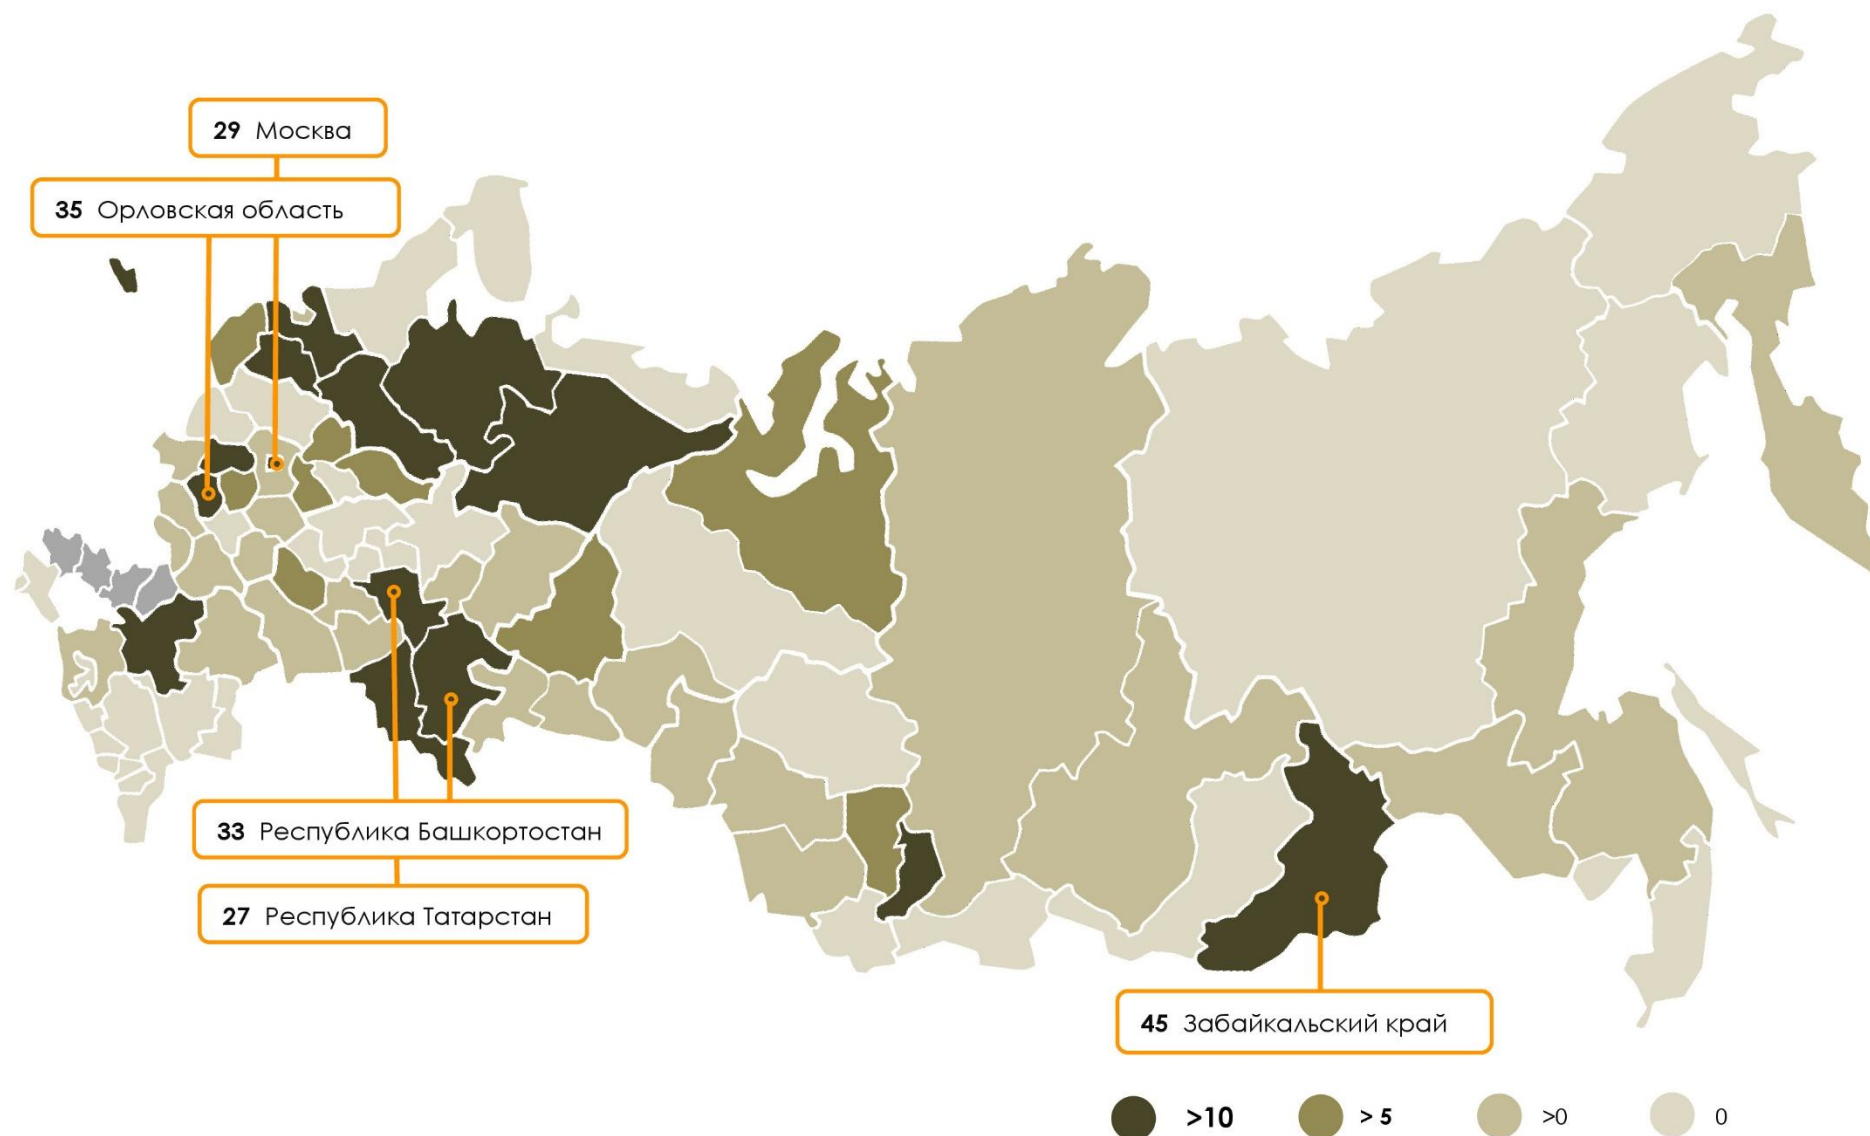 29 Москва
35 Орловская область
33 Республика Башкортостан
27 Республика Татарстан
45 Забайкальский край
>10 > 5 >0 0